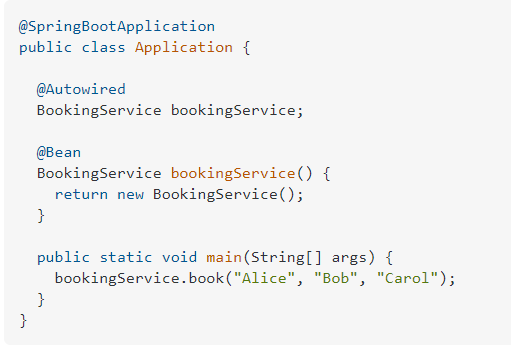 @SpringBootApplication
public class Application {
@Autowired
BookingService bookingService;
@Bean
BookingService bookingService() {
return new BookingService();
}
public static void main(String[] args) {
bookingService.book("Alice", "Bob", "Carol");
}
}